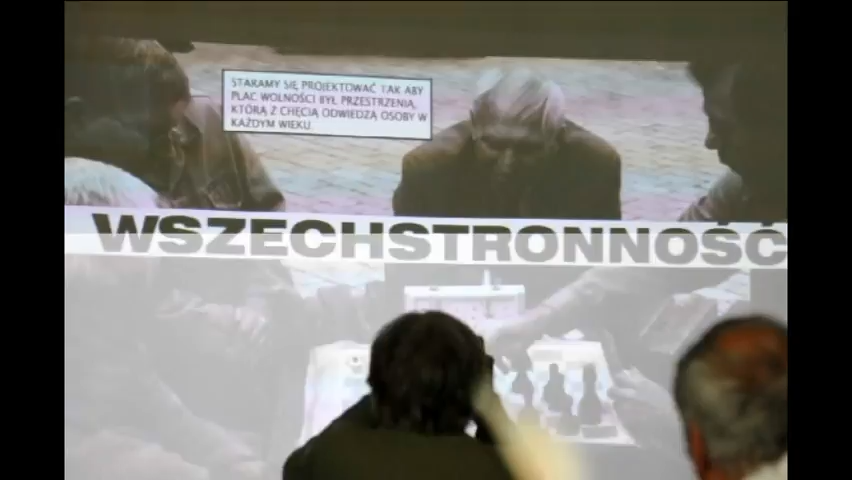 STARAMY SIĘ PROJEKTOWAĆ TAK ABY
PLAC WOLNOŚCI BYŁ PRZESTRZENIĄ,
KTÓRĄ Z CHĘCIĄ ODWIEDZĄ OSOBY W
KAŻDYM WIEKU.
WSZECHSTRONNOŚĆ